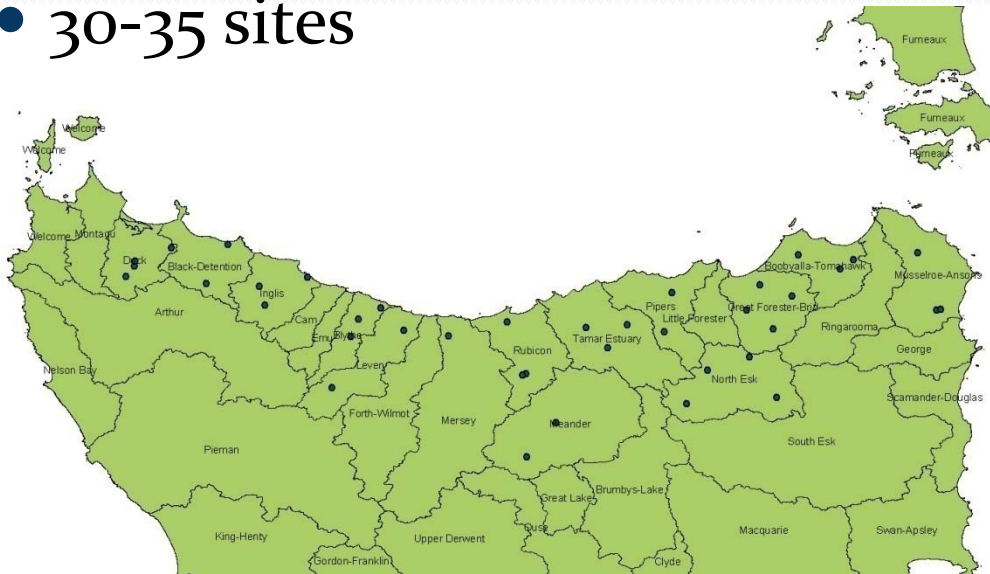 • 30-35 sites
Furneaux
Furneaux
Furneaux
Welcome
Welcome
Welcome
Montagu
Duck
Black-Detention
Inglis
Arthur
Cam
Emu
Blythe
Leven
Nelson Bay
Forth-Wilmot
Mersey
Rubicon
Tamar Estuary
Pipers
Little Forester
Great Forester-Brid
Boobyalla-Tomahawk
Musselroe-Ansons
Ringarooma
George
North Esk
Scamander-Douglas
Meander
South Esk
Pieman
Great Lake
Brumbys-Lake
Ouse
King-Henty
Upper Derwent
Macquarie
Swan-Apsley
Gordon-Franklin
Clyde